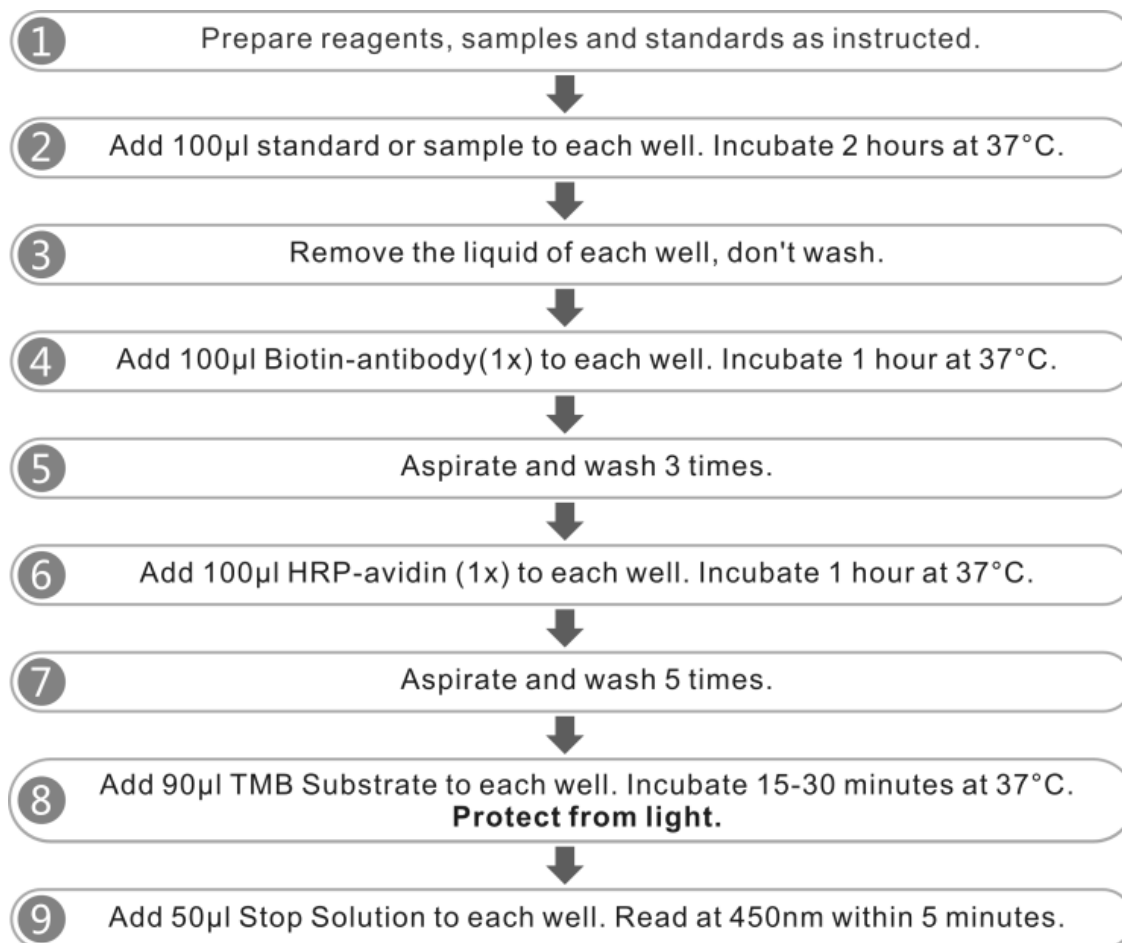 1 Prepare reagents, samples and standards as instructed.
2 Add 100μl standard or sample to each well. Incubate 2 hours at 37°C.
3 Remove the liquid of each well, don't wash.
4 Add 100μl Biotin-antibody(1x) to each well. Incubate 1 hour at 37°C.
5 Aspirate and wash 3 times.
6 Add 100μl HRP-avidin (1x) to each well. Incubate 1 hour at 37°C.
7 Aspirate and wash 5 times.
8 Add 90μl TMB Substrate to each well. Incubate 15-30 minutes at 37°C.
Protect from light.
9 Add 50μl Stop Solution to each well. Read at 450nm within 5 minutes.